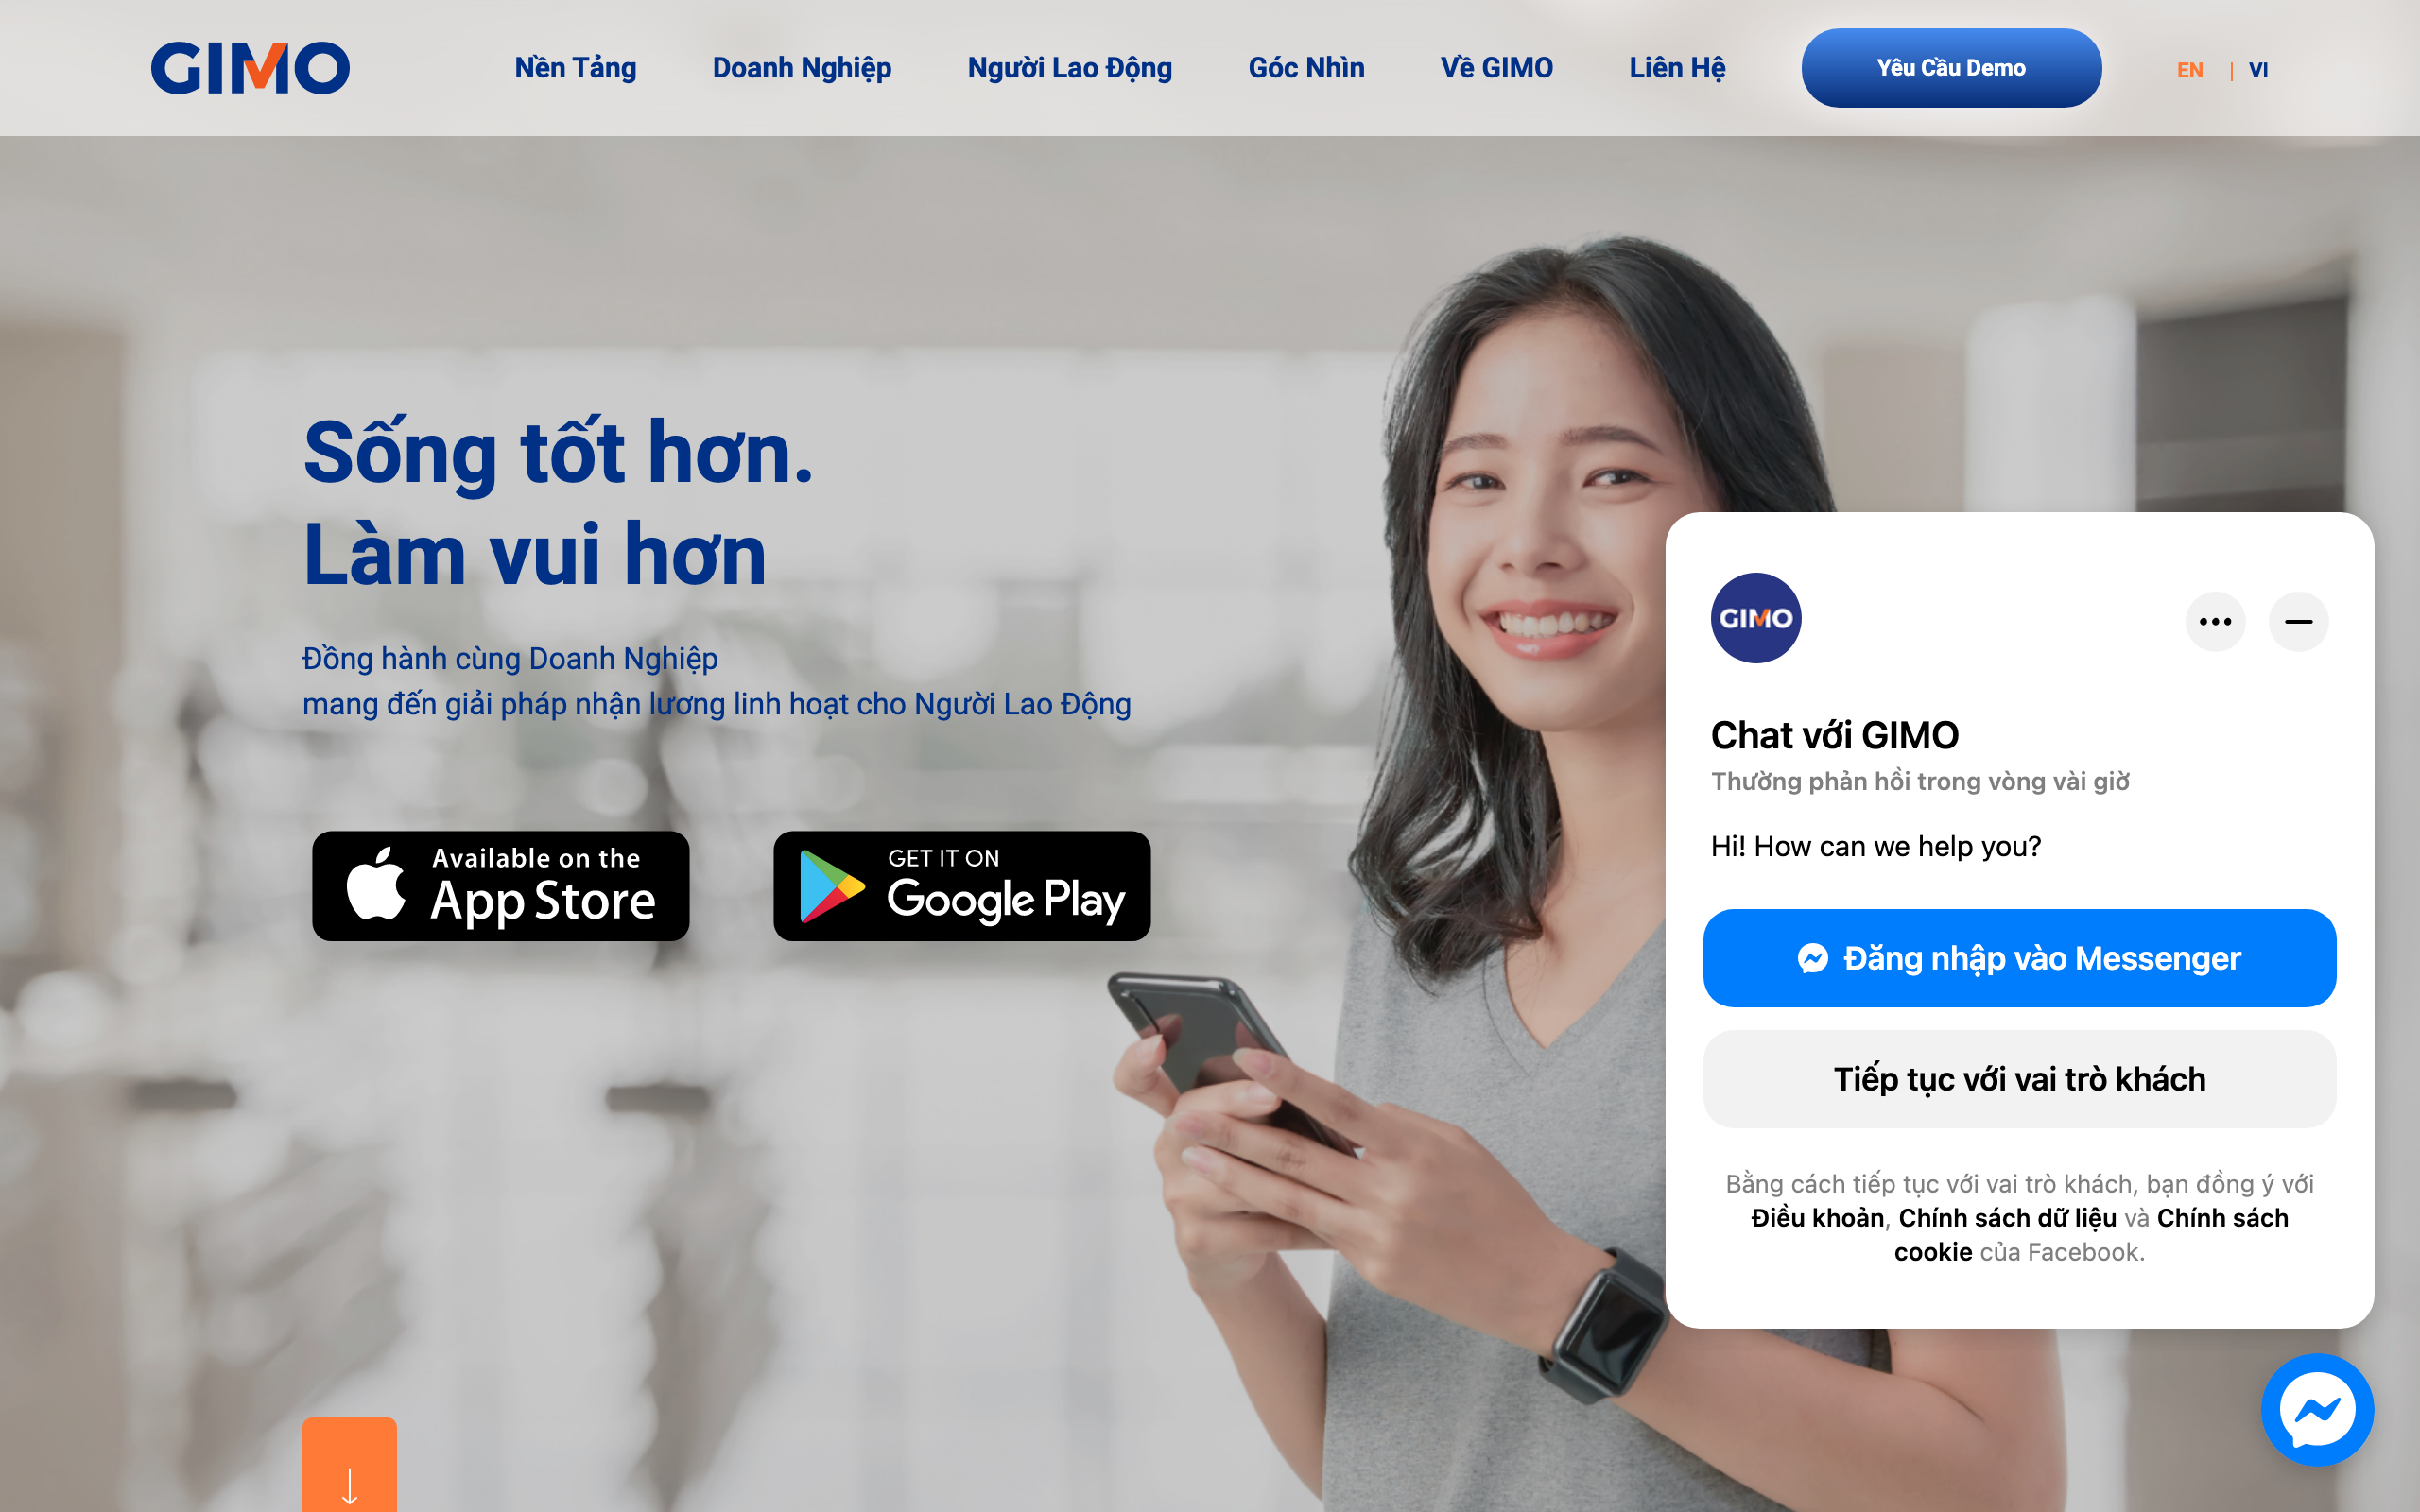 GIMO
Nền Tảng
Doanh Nghiệp
Người Lao Động
Góc Nhìn
Về GIMO
Liên Hệ
Yêu Cầu Demo
EN | VI
Sống tốt hơn.
Làm vui hơn
Đồng hành cùng Doanh Nghiệp
mang đến giải pháp nhận lương linh hoạt cho Người Lao Động
Available on the
App Store
GET IT ON
Google Play
GIMO
Chat với GIMO
Thường phản hồi trong vòng vài giờ
Hi! How can we help you?
Đăng nhập vào Messenger
Tiếp tục với vai trò khách
Bằng cách tiếp tục với vai trò khách, bạn đồng ý với
Điều khoản, Chính sách dữ liệu và Chính sách
cookie của Facebook.